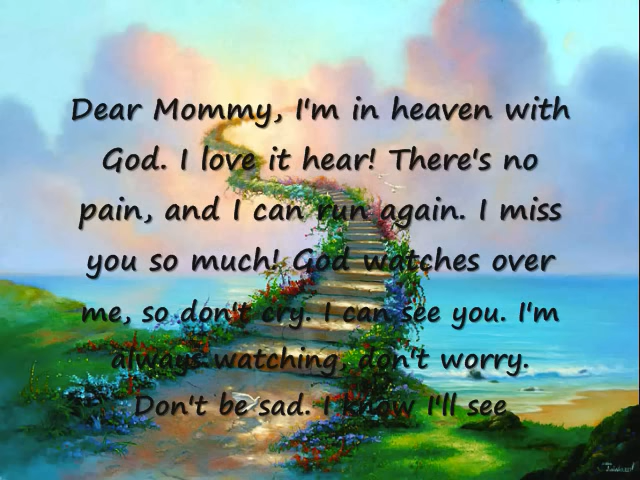 Dear Mommy, I'm in heaven with
God. I love it hear! There's no
pain, and I can run again. I miss
you so much! God watches over
me, so don't cry. I can see you. I'm
always watching, don't worry.
Don't be sad. I know I'll see